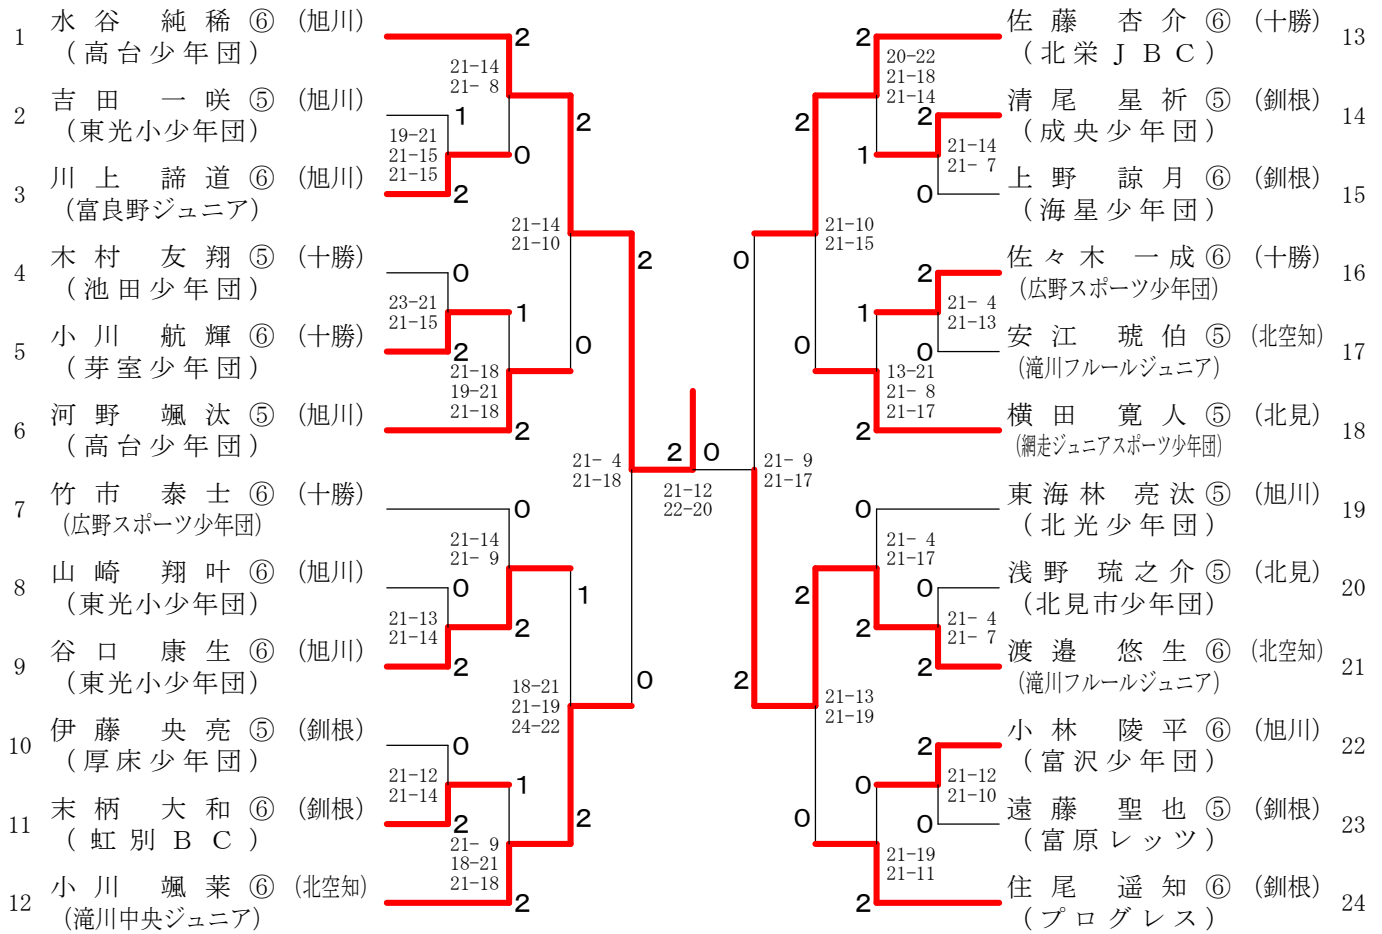 1 水谷 純稀 ⑥ (旭川)
(高台少年団)
2 吉田 一咲 ⑤ (旭川)
(東光小少年団)
3 川上 諦道 ⑥ (旭川)
(富良野ジュニア)
4 木村 友翔 ⑤ (十勝)
(池田少年団)
5 小川 航輝 ⑥ (十勝)
(芽室少年団)
6 河野 颯汰 ⑤ (旭川)
(高台少年団)
7 竹市 泰士 ⑥ (十勝)
(広野スポーツ少年団)
8 山崎 翔叶 ⑥ (旭川)
(東光小少年団)
9 谷口 康生 ⑥ (旭川)
(東光小少年団)
10 伊藤 央亮 ⑤ (釧根)
(厚床少年団)
11 末柄 大和 ⑥ (釧根)
(虹別BC)
12 小川 颯菜 ⑥ (北空知)
(滝川中央ジュニア)
2
21-14
21- 8
1
19-21
21-15
21-15
0
2
2
21-14
21-10
0
23-21
21-15
1
2
21-18
19-21
21-18
0
2
2
21- 4
21-18
0
21-14
21- 9
0
21-13
21-14
2
2
1
18-21
21-19
24-22
0
0
21-12
21-14
1
2
21- 9
18-21
21-18
2
2
2 0
21-12
22-20
2
20-22
21-18
21-14
2
21-14
21- 7
1
0
2
21-10
21-15
0
2
21- 4
21-13
1
0
0
13-21
21- 8
21-17
2
21- 9
21-17
0
21- 4
21-17
0
21- 4
21- 7
2
2
2
2
21-13
21-19
2
21-12
21-10
0
0
0
21-19
21-11
2
佐藤 杏介 ⑥ (十勝) 13
(北栄JBC)
清尾 星祈 ⑤ (釧根) 14
(成央少年団)
上野 諒月 ⑥ (釧根) 15
(海星少年団)
佐々木 一成 ⑥ (十勝) 16
(広野スポーツ少年団)
安江 琥伯 ⑤ (北空知) 17
(滝川フルールジュニア)
横田 寛人 ⑤ (北見) 18
(網走ジュニアスポーツ少年団)
東海林 亮汰 ⑤ (旭川) 19
(北光少年団)
浅野 琉之介 ⑤ (北見) 20
(北見市少年団)
渡邉 悠生 ⑥ (北空知) 21
(滝川フルールジュニア)
小林 陵平 ⑥ (旭川) 22
(富沢少年団)
遠藤 聖也 ⑤ (釧根) 23
(富原レッツ)
住尾 遥知 ⑥ (釧根) 24
(プログレス)